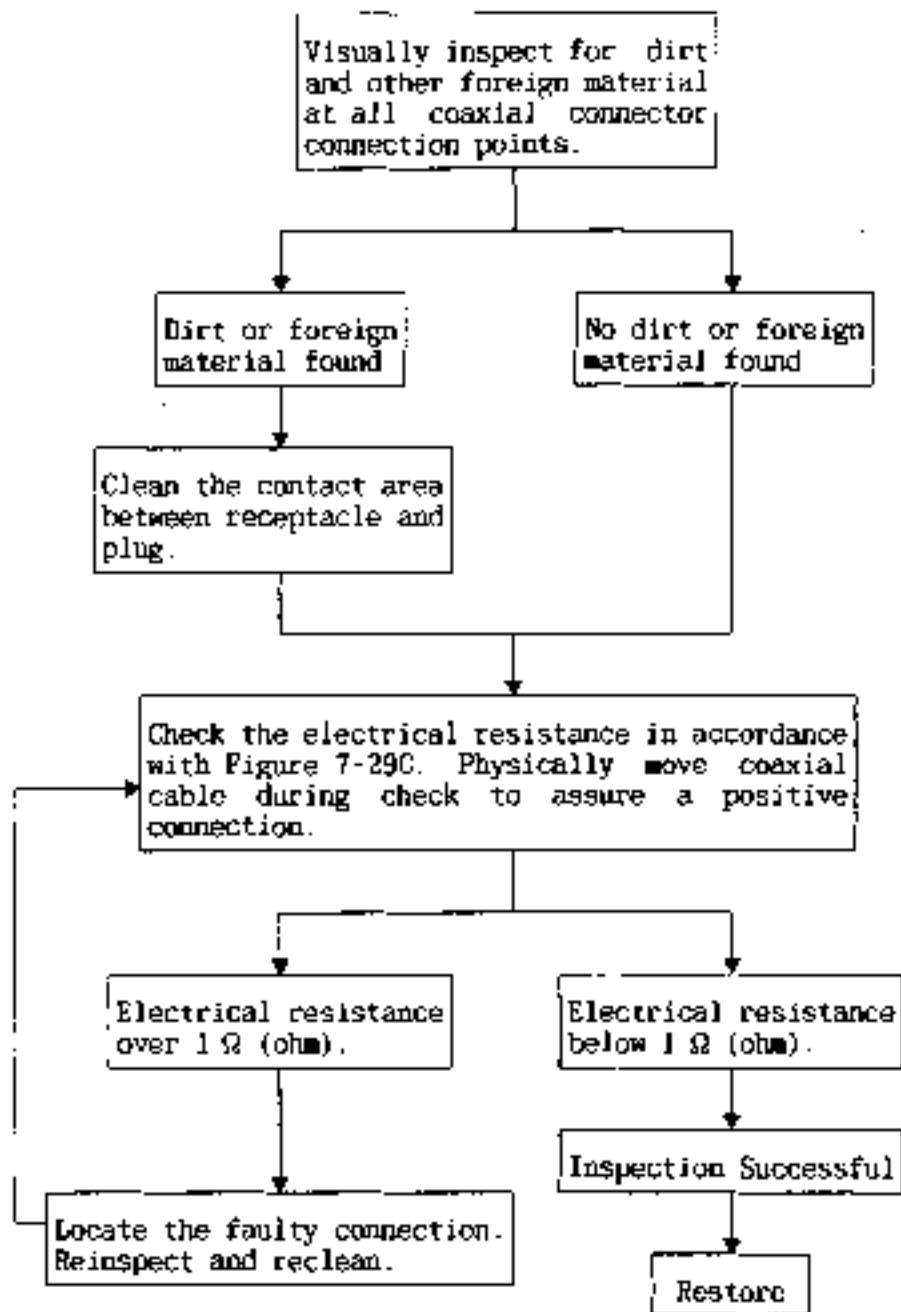 Visually inspect for dirt
and other foreign material
at all coaxial connector
connection points.
Dirt or foreign
material found
No dirt or foreign
material found
Clean the contact area
between receptacle and
plug.
Check the electrical resistance in accordance
with Figure 7-29C. Physically move coaxial
cable during check to assure a positive
connection.
Electrical resistance
over 1 Ω (ohm).
Electrical resistance
below 1 Ω (ohm).
Inspection Successful
Locate the faulty connection.
Reinspect and reclean.
Restore